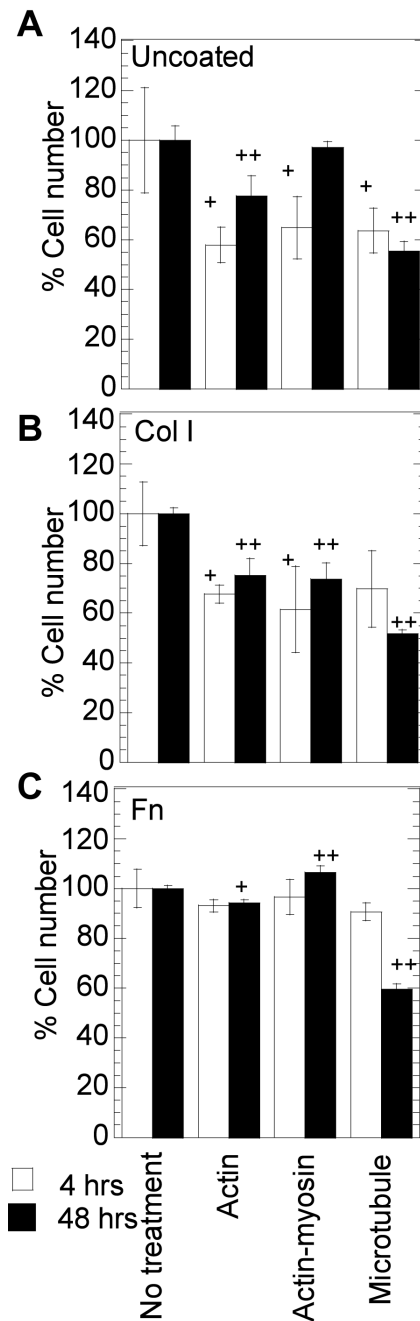 A
Uncoated
% Cell number
140
120
100
80
60
40
20
0
+
++
+
+
++
B
Col I
% Cell number
140
120
100
80
60
40
20
0
+
++
+
++
++
C
Fn
% Cell number
140
120
100
80
60
40
20
0
+
++
++
No treatment
Actin
Actin-myosin
Microtubule
4 hrs
48 hrs